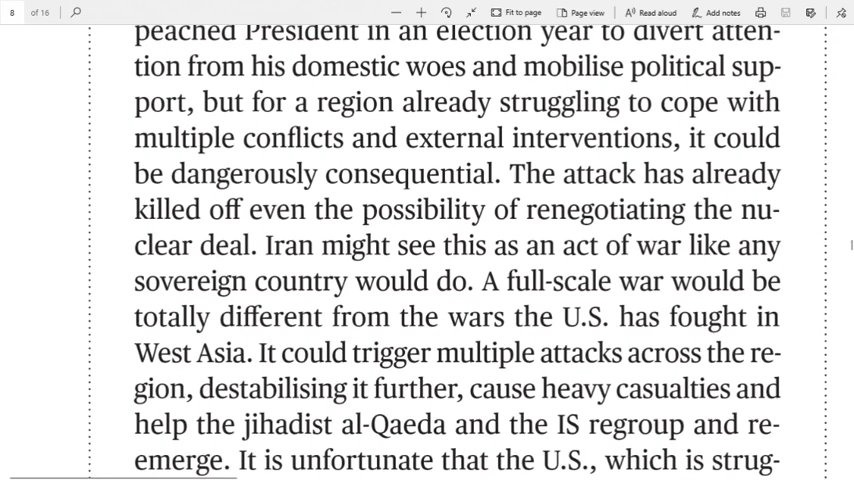 8 of 16 Fit to page Page view Read aloud Add notes
peached President in an election year to divert atten-
tion from his domestic woes and mobilise political sup-
port, but for a region already struggling to cope with
multiple conflicts and external interventions, it could
be dangerously consequential. The attack has already
killed off even the possibility of renegotiating the nu-
clear deal. Iran might see this as an act of war like any
sovereign country would do. A full-scale war would be
totally different from the wars the U.S. has fought in
West Asia. It could trigger multiple attacks across the re-
gion, destabilising it further, cause heavy casualties and
help the jihadist al-Qaeda and the IS regroup and re-
emerge. It is unfortunate that the U.S., which is strug-